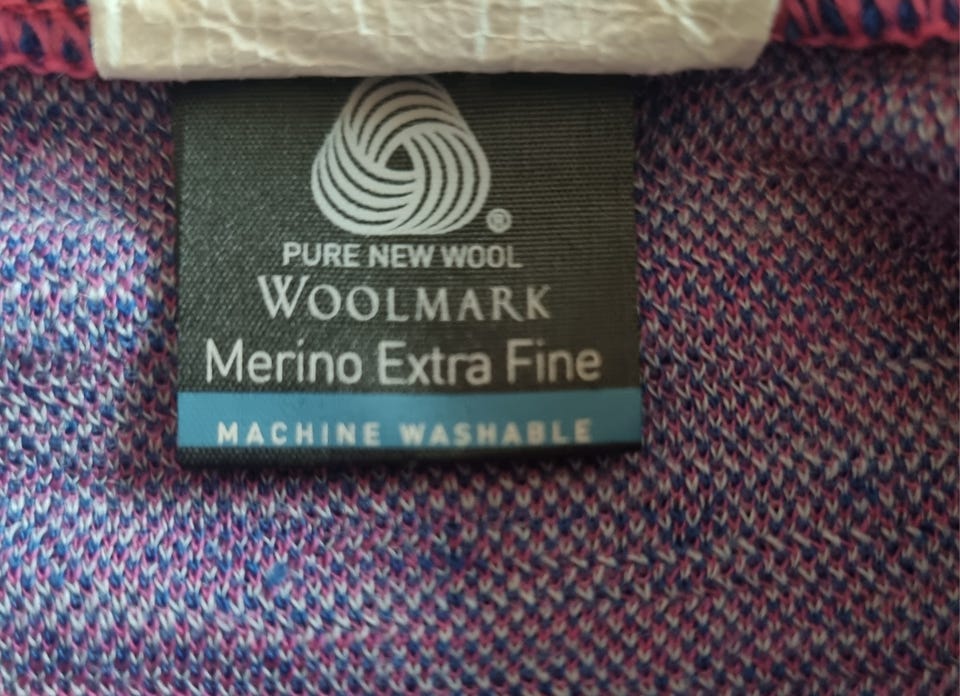 ®
PURE NEW WOOL
WOOLMARK
Merino Extra Fine
MACHINE WASHABLE